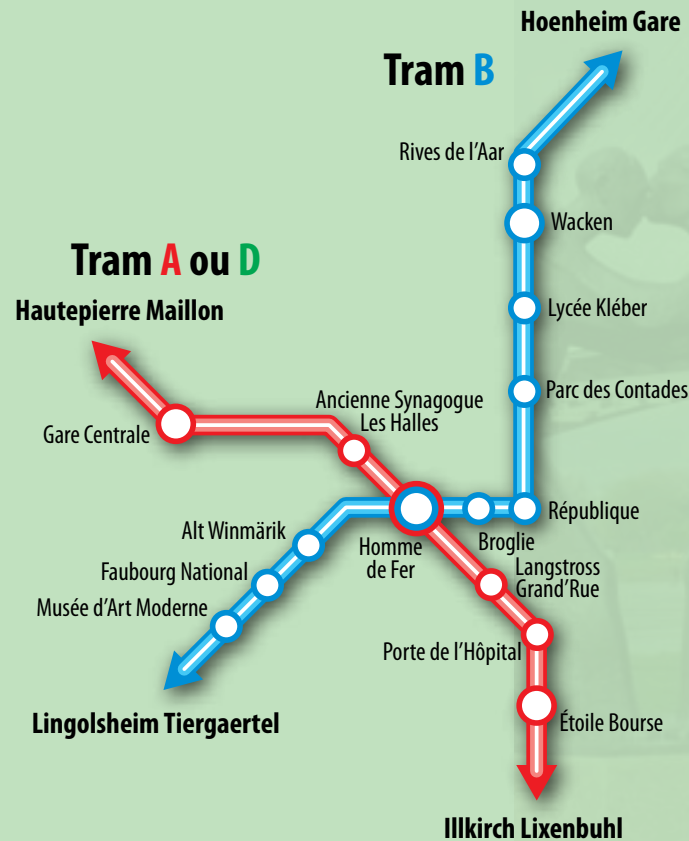 Hoenheim Gare
Tram B
Rives de l'Aar
Wacken
Tram A ou D
Hautepierre Maillon
Lycée Kléber
Parc des Contades
Ancienne Synagogue
Les Halles
Gare Centrale
République
Alt Winmärik
Homme
de Fer
Broglie
Langstross
Grand'Rue
Faubourg National
Musée d'Art Moderne
Porte de l'Hôpital
Lingolsheim Tiergaertel
Étoile Bourse
Illkirch Lixenbuhl